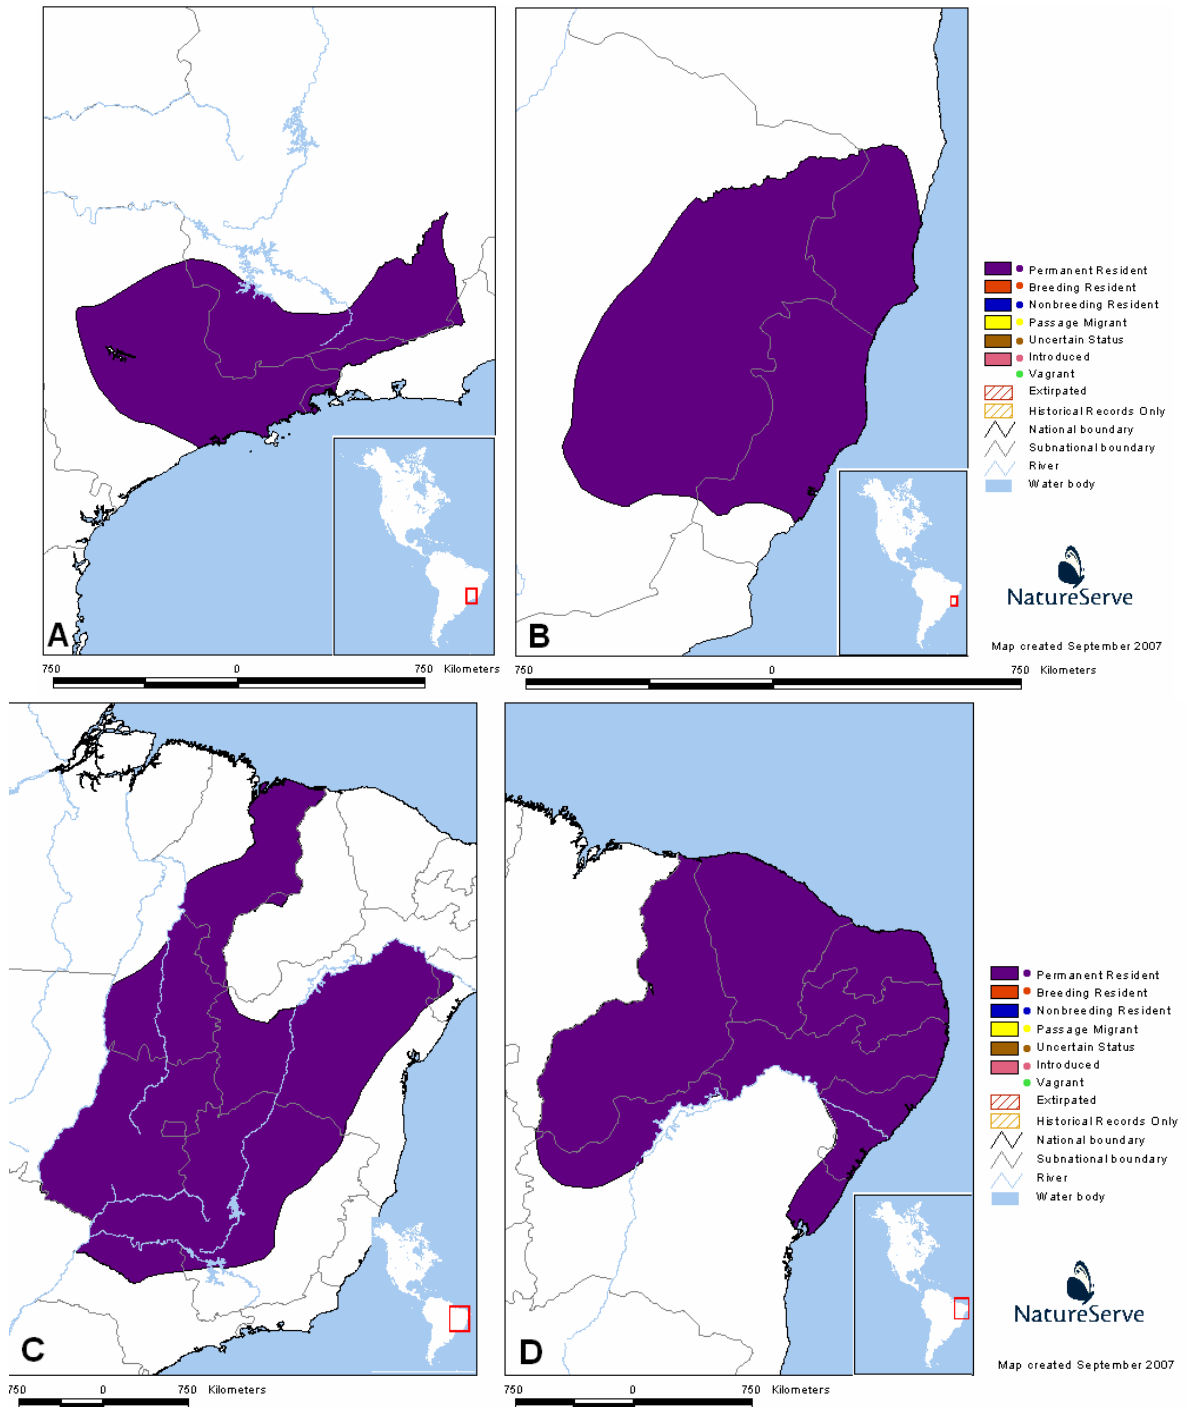 Permanent Resident
Breeding Resident
Nonbreeding Resident
Passage Migrant
Uncertain Status
Introduced
Vagrant
Extirpated
Historical Records Only
National boundary
Subnational boundary
River
Water body
NatureServe
Map created September 2007
A
B
750 0 750 Kilometers
750 0 750 Kilometers
Permanent Resident
Breeding Resident
Nonbreeding Resident
Passage Migrant
Uncertain Status
Introduced
Vagrant
Extirpated
Historical Records Only
National boundary
Subnational boundary
River
Water body
NatureServe
Map created September 2007
C
D
750 0 750 Kilometers
750 0 750 Kilometers